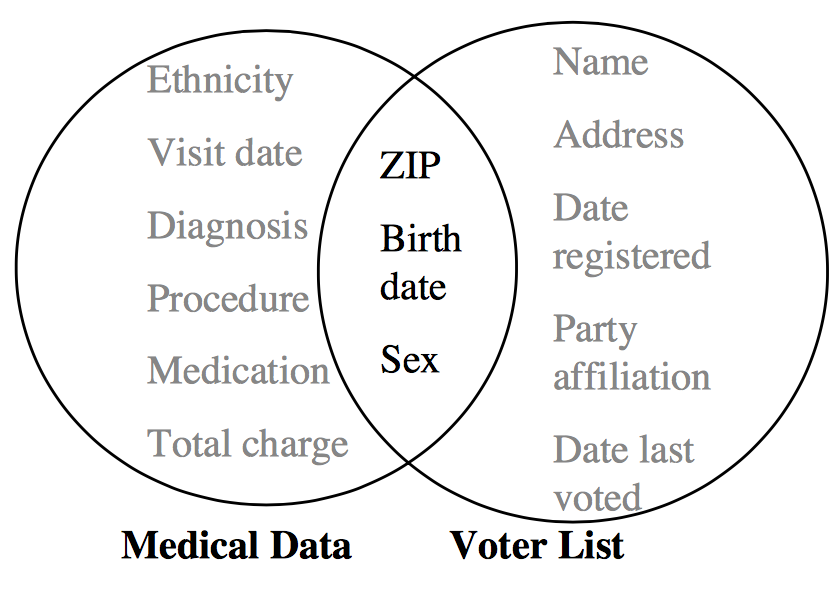 Ethnicity
Visit date
Diagnosis
Procedure
Medication
Total charge
ZIP
Birth
date
Sex
Name
Address
Date
registered
Party
affiliation
Date last
voted
Medical Data
Voter List